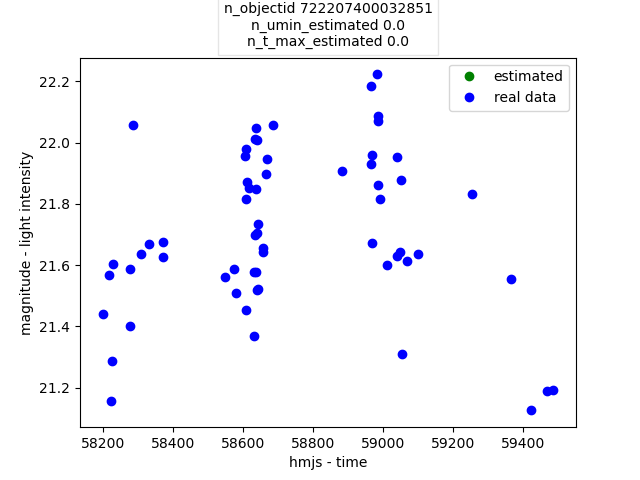 n_objectid 722207400032851
n_umin_estimated 0.0
n_t_max_estimated 0.0
estimated
real data
22.2
22.0
21.8
21.6
21.4
21.2
magnitude - light intensity
58200 58400 58600 58800 59000 59200 59400
hmjs - time